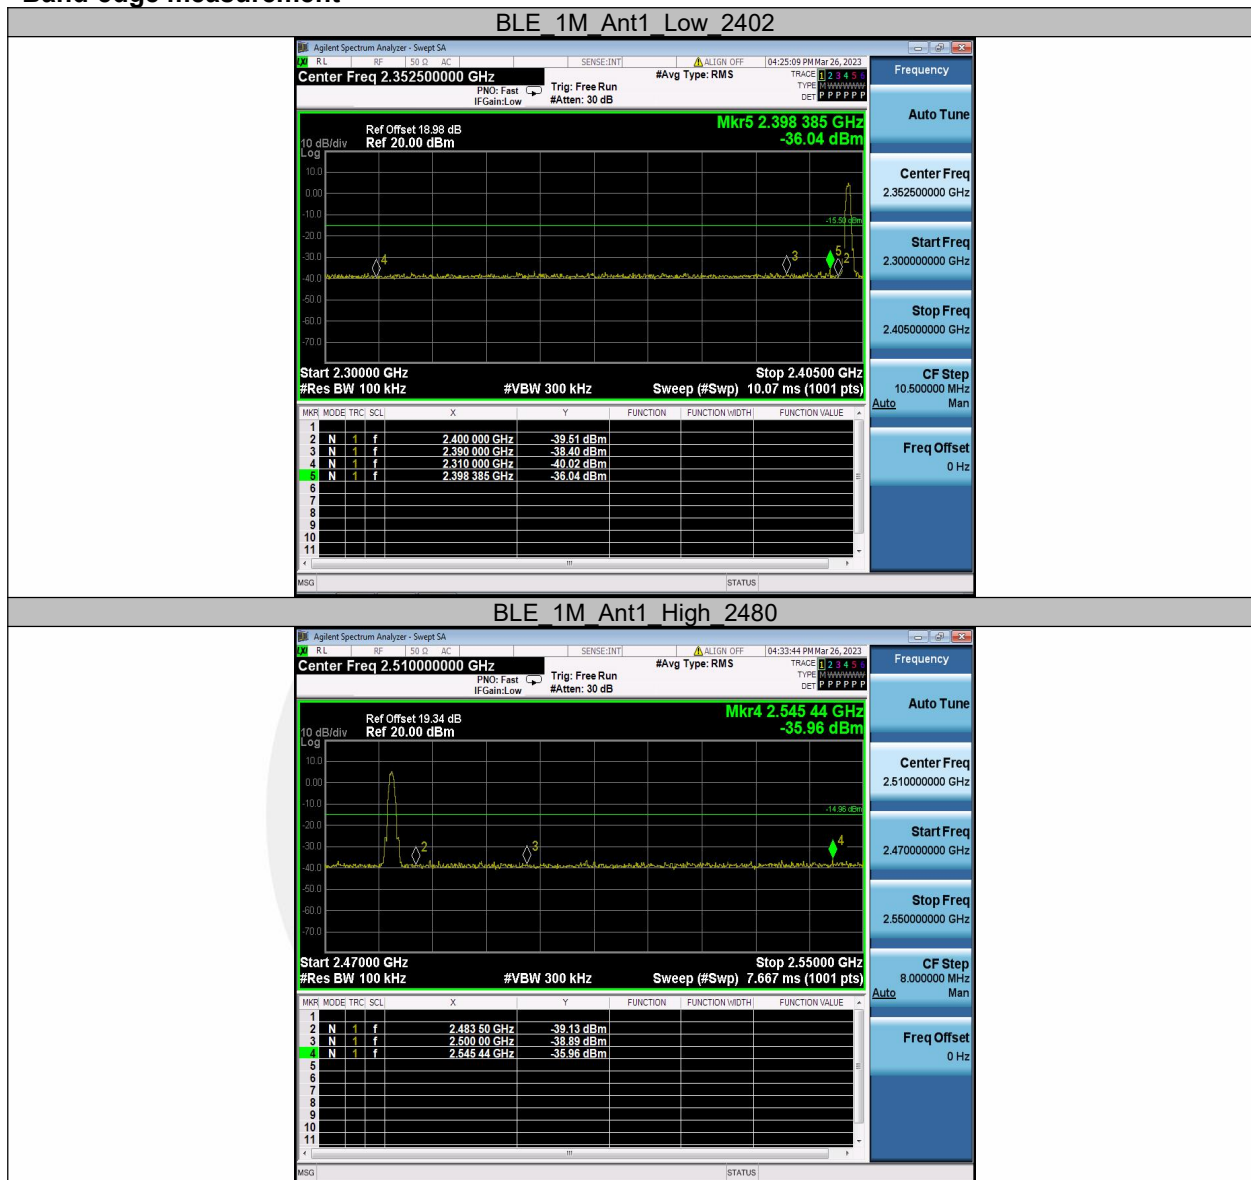 Band-edge measurement
BLE_1M_Ant1_Low_2402
Agilent Spectrum Analyzer - Swept SA
LXI RL RF 50 Ω AC SENSE:INT ALIGN OFF 04:25:09 PM Mar 26, 2023
Center Freq 2.352500000 GHz #Avg Type: RMS TRACE 1 2 3 4 5 6
PNO: Fast Trig: Free Run TYPE M WWWWW
IFGain:Low #Atten: 30 dB DET P P P P P P
Frequency
Auto Tune
Mkr5 2.398 385 GHz
-36.04 dBm
Ref Offset 18.98 dB
10 dB/div Ref 20.00 dBm
Log
10.0
0.00
-10.0
-15.50 dBm
-20.0
-30.0
-40.0
-50.0
-60.0
-70.0
4 3 5 2
Center Freq
2.352500000 GHz
Start Freq
2.300000000 GHz
Stop Freq
2.405000000 GHz
Start 2.30000 GHz Stop 2.40500 GHz
#Res BW 100 kHz #VBW 300 kHz Sweep (#Swp) 10.07 ms (1001 pts)
CF Step
10.500000 MHz
Auto Man
MKR MODE TRC SCL X Y FUNCTION FUNCTION WIDTH FUNCTION VALUE
1
2 N 1 f 2.400 000 GHz -39.51 dBm
3 N 1 f 2.390 000 GHz -38.40 dBm
4 N 1 f 2.310 000 GHz -40.02 dBm
5 N 1 f 2.398 385 GHz -36.04 dBm
6
7
8
9
10
11
Freq Offset
0 Hz
MSG STATUS
BLE_1M_Ant1_High_2480
Agilent Spectrum Analyzer - Swept SA
LXI RL RF 50 Ω AC SENSE:INT ALIGN OFF 04:33:44 PM Mar 26, 2023
Center Freq 2.510000000 GHz #Avg Type: RMS TRACE 1 2 3 4 5 6
PNO: Fast Trig: Free Run TYPE M WWWWW
IFGain:Low #Atten: 30 dB DET P P P P P P
Frequency
Auto Tune
Mkr4 2.545 44 GHz
-35.96 dBm
Ref Offset 19.34 dB
10 dB/div Ref 20.00 dBm
Log
10.0
0.00
-10.0
-14.96 dBm
-20.0
-30.0
-40.0
-50.0
-60.0
-70.0
2 3 4
Center Freq
2.510000000 GHz
Start Freq
2.470000000 GHz
Stop Freq
2.550000000 GHz
Start 2.47000 GHz Stop 2.55000 GHz
#Res BW 100 kHz #VBW 300 kHz Sweep (#Swp) 7.667 ms (1001 pts)
CF Step
8.000000 MHz
Auto Man
MKR MODE TRC SCL X Y FUNCTION FUNCTION WIDTH FUNCTION VALUE
1
2 N 1 f 2.483 50 GHz -39.13 dBm
3 N 1 f 2.500 00 GHz -38.89 dBm
4 N 1 f 2.545 44 GHz -35.96 dBm
5
6
7
8
9
10
11
Freq Offset
0 Hz
MSG STATUS